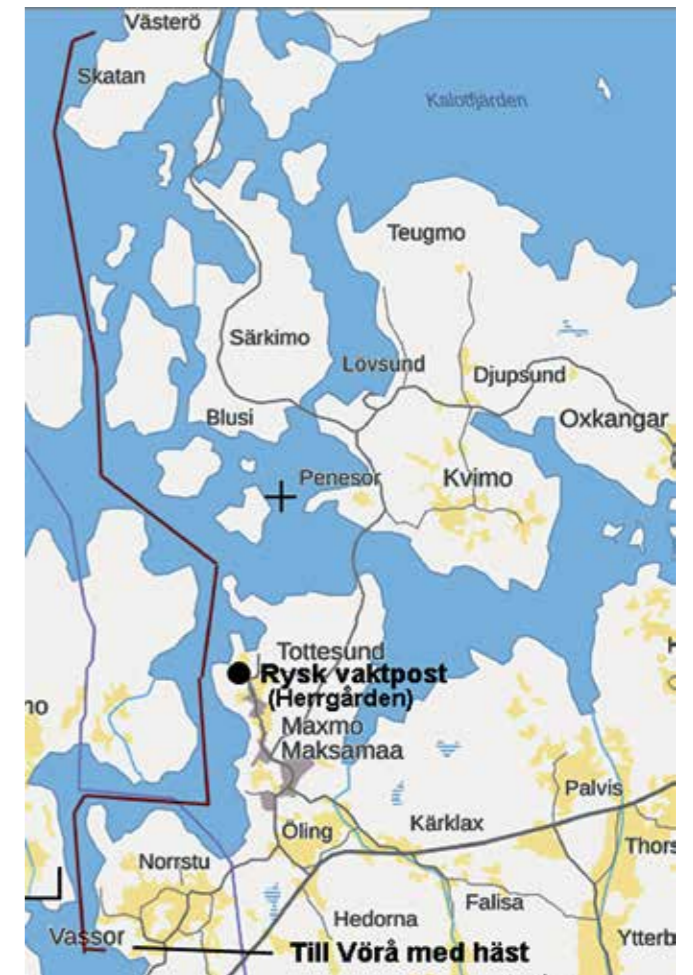 Västerö
Skatan
Kalotfjärden
Teugmo
Särkimo
Lövsund
Djupsund
Blusi
Oxkangar
Penesor
Kvimo
Tottesund
Rysk vaktpost
(Herrgården)
Maxmo
Maksamaa
Palvis
Öling
Kärklax
Thors
Norrstu
Falisa
Hedorna
Vassor
Ytterb
Till Vörå med häst